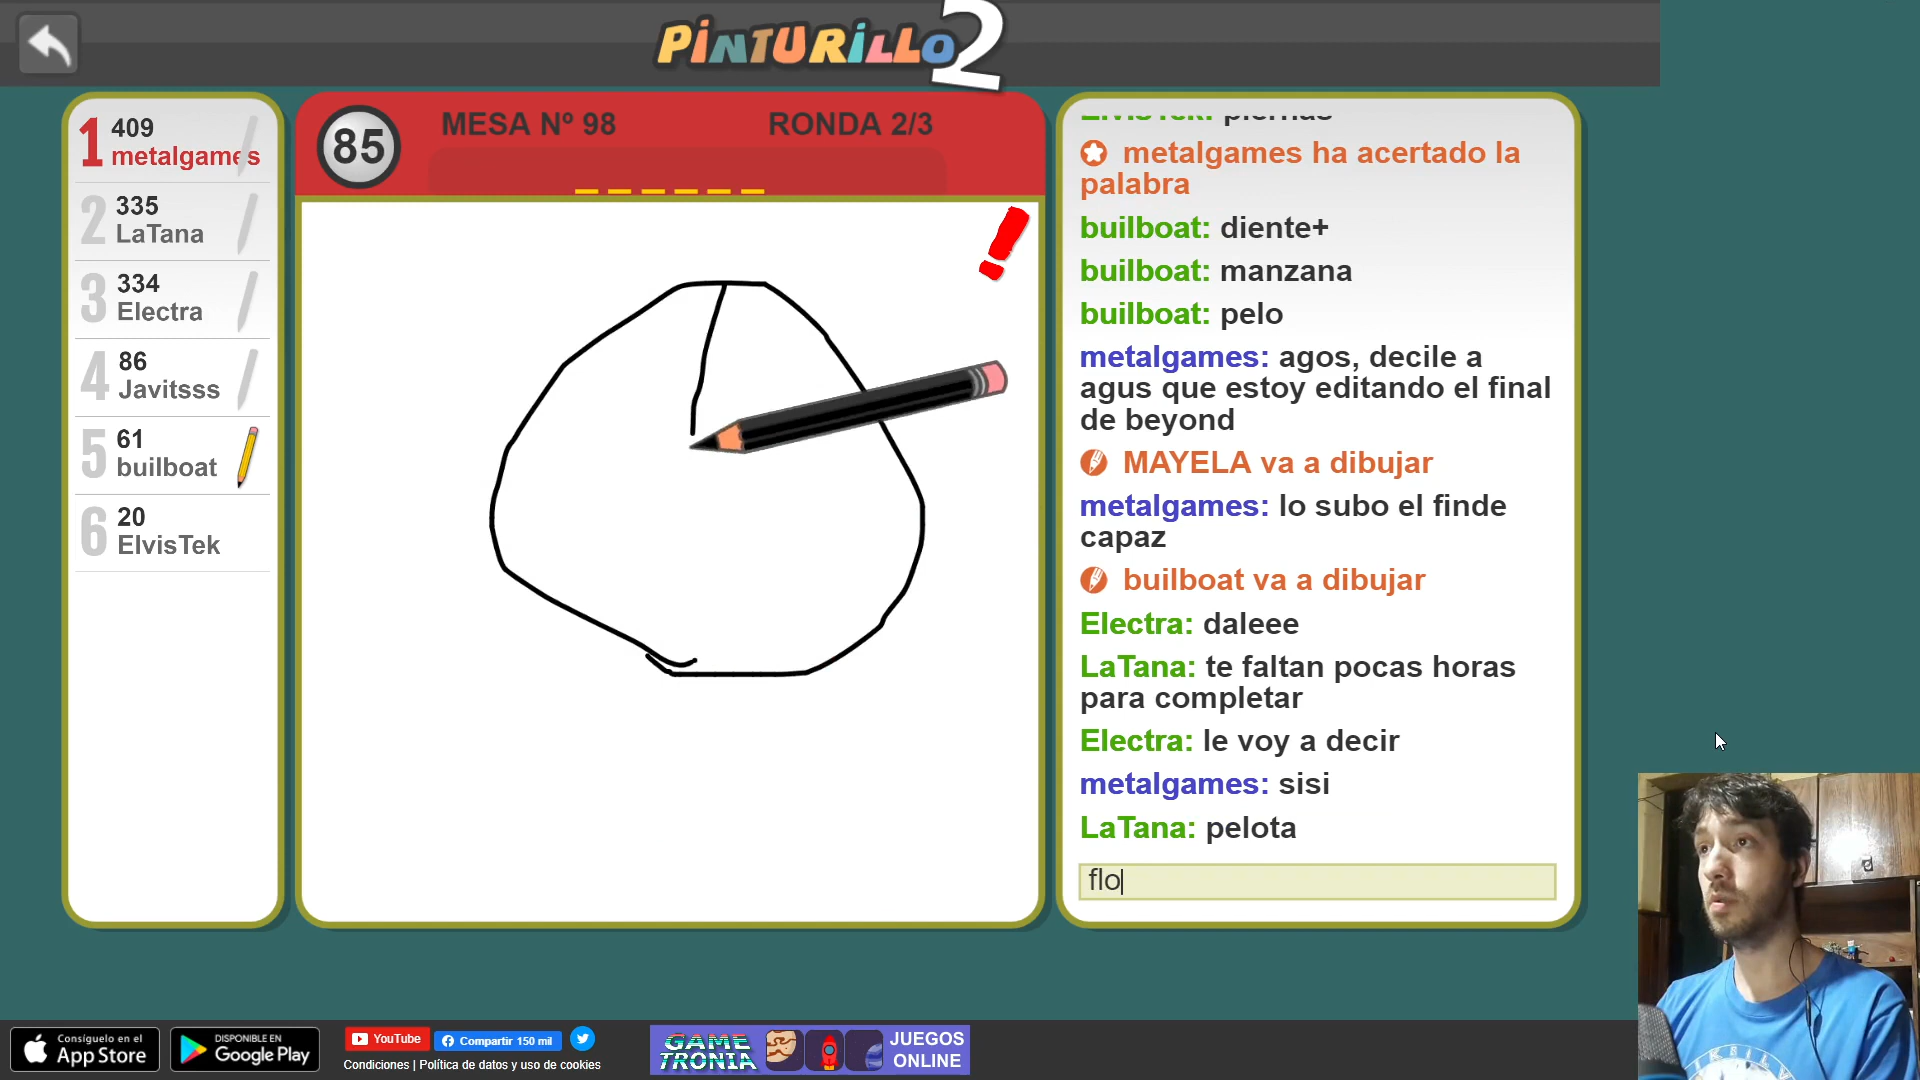 PiNTURiLLO 2
1 409
metalgames
2 335
LaTana
3 334
Electra
4 86
Javitsss
5 61
builboat
6 20
ElvisTek
85
MESA Nº 98
RONDA 2/3
ElvisTek: piernas
metalgames ha acertado la
palabra
builboat: diente+
builboat: manzana
builboat: pelo
metalgames: agos, decile a
agus que estoy editando el final
de beyond
MAYELA va a dibujar
metalgames: lo subo el finde
capaz
builboat va a dibujar
Electra: daleee
LaTana: te faltan pocas horas
para completar
Electra: le voy a decir
metalgames: sisi
LaTana: pelota
flo
Consíguelo en el
App Store
DISPONIBLE EN
Google Play
YouTube
Compartir 150 mil
Condiciones | Política de datos y uso de cookies
GAME
TRONIA
JUEGOS
ONLINE